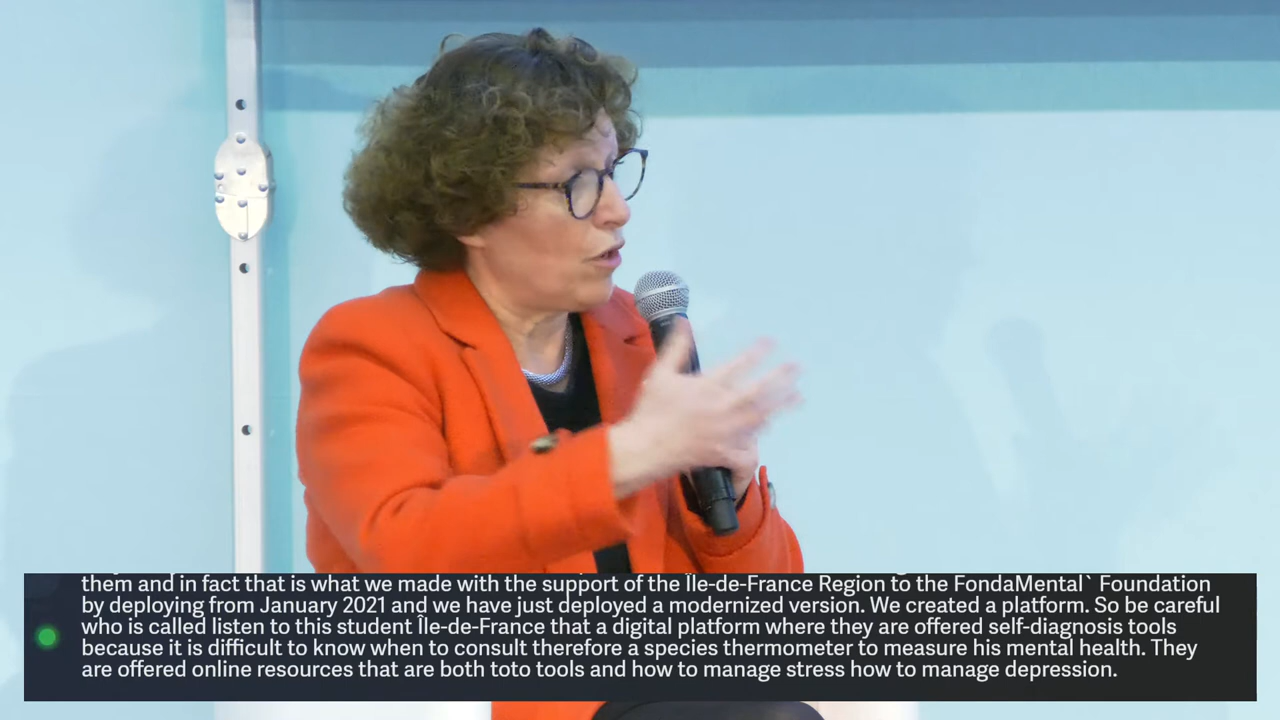 them and in fact that is what we made with the support of the Île-de-France Region to the FondaMental` Foundation
by deploying from January 2021 and we have just deployed a modernized version. We created a platform. So be careful
who is called listen to this student Île-de-France that a digital platform where they are offered self-diagnosis tools
because it is difficult to know when to consult therefore a species thermometer to measure his mental health. They
are offered online resources that are both toto tools and how to manage stress how to manage depression.